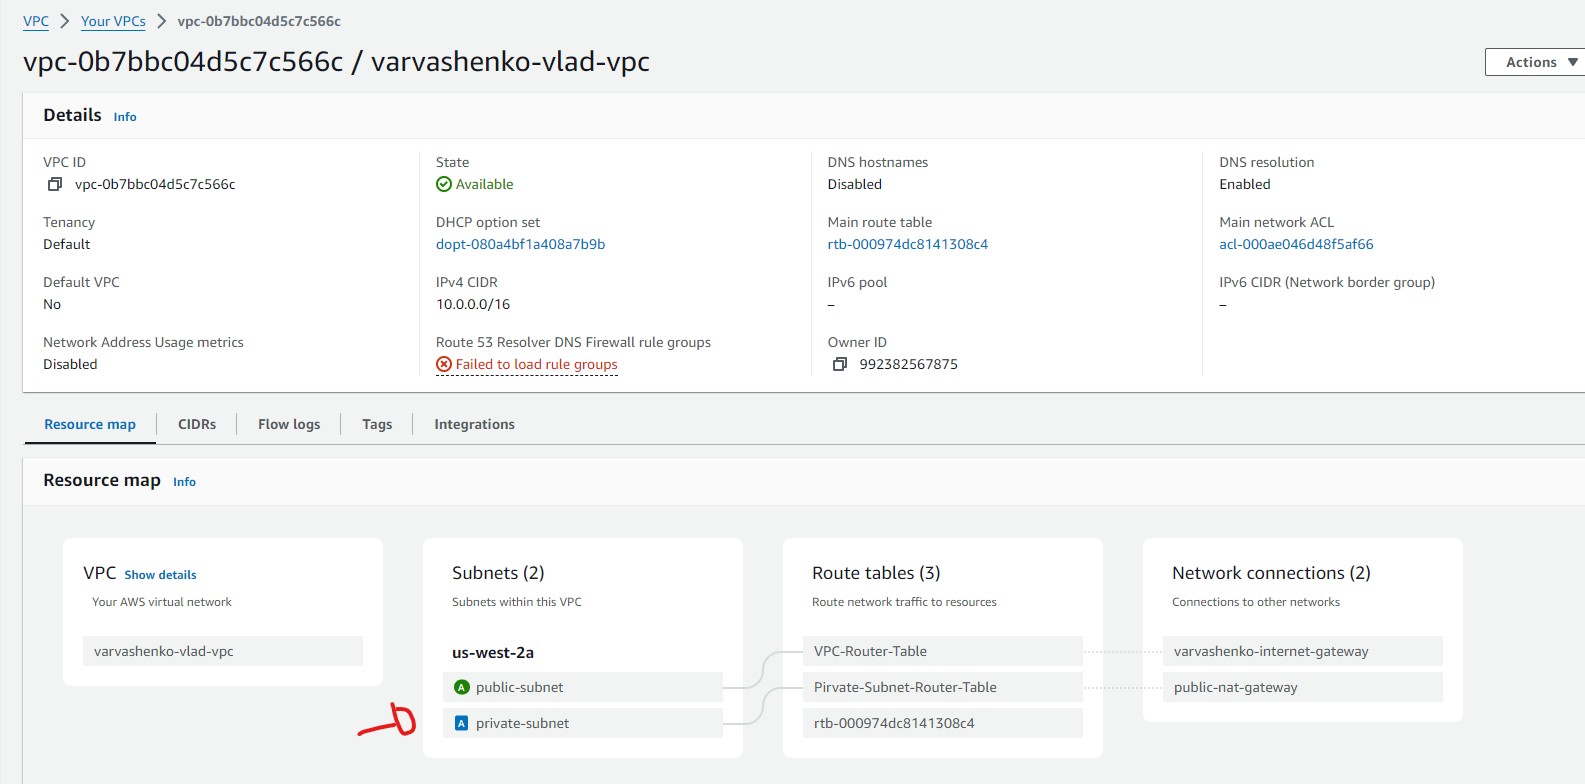 VPC > Your VPCs > vpc-0b7bbc04d5c7c566c
vpc-0b7bbc04d5c7c566c / varvashenko-vlad-vpc
Actions
Details Info
VPC ID
vpc-0b7bbc04d5c7c566c
State
Available
DNS hostnames
Disabled
DNS resolution
Enabled
Tenancy
Default
DHCP option set
dopt-080a4bf1a408a7b9b
Main route table
rtb-000974dc8141308c4
Main network ACL
acl-000ae046d48f5af66
Default VPC
No
IPv4 CIDR
10.0.0.0/16
IPv6 pool
–
IPv6 CIDR (Network border group)
–
Network Address Usage metrics
Disabled
Route 53 Resolver DNS Firewall rule groups
Failed to load rule groups
Owner ID
992382567875
Resource map CIDRs Flow logs Tags Integrations
Resource map Info
VPC Show details
Your AWS virtual network
varvashenko-vlad-vpc
Subnets (2)
Subnets within this VPC
us-west-2a
A public-subnet
A private-subnet
Route tables (3)
Route network traffic to resources
VPC-Router-Table
Pirvate-Subnet-Router-Table
rtb-000974dc8141308c4
Network connections (2)
Connections to other networks
varvashenko-internet-gateway
public-nat-gateway